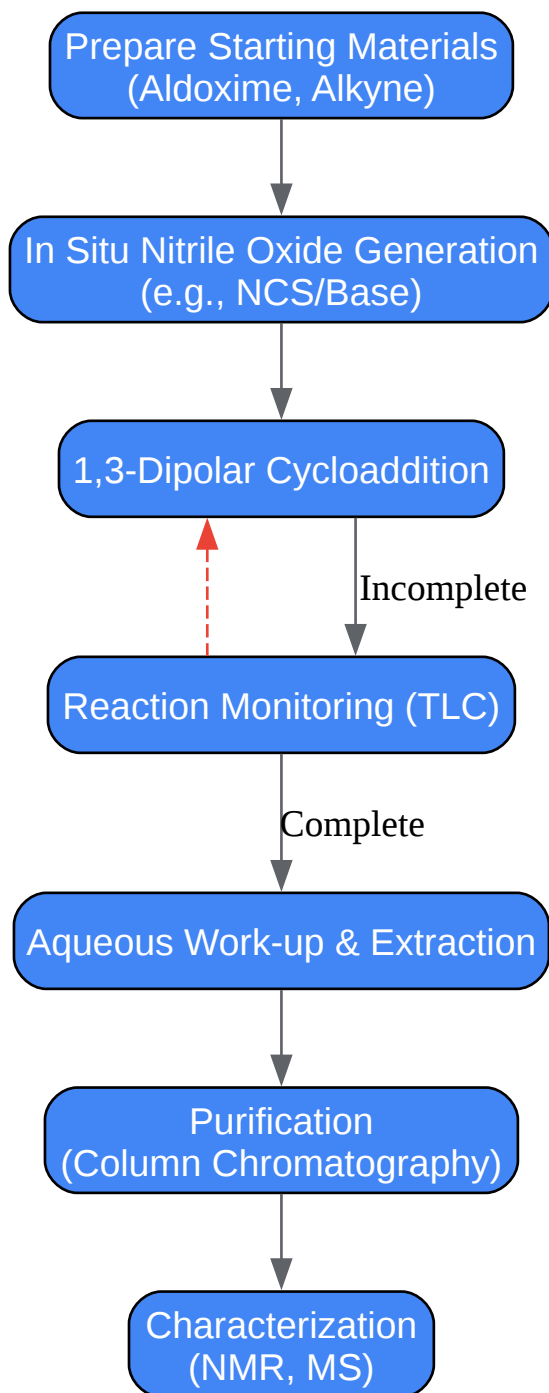 Prepare Starting Materials
(Aldoxime, Alkyne)
In Situ Nitrile Oxide Generation
(e.g., NCS/Base)
1,3-Dipolar Cycloaddition
Incomplete
Reaction Monitoring (TLC)
Complete
Aqueous Work-up & Extraction
Purification
(Column Chromatography)
Characterization
(NMR, MS)